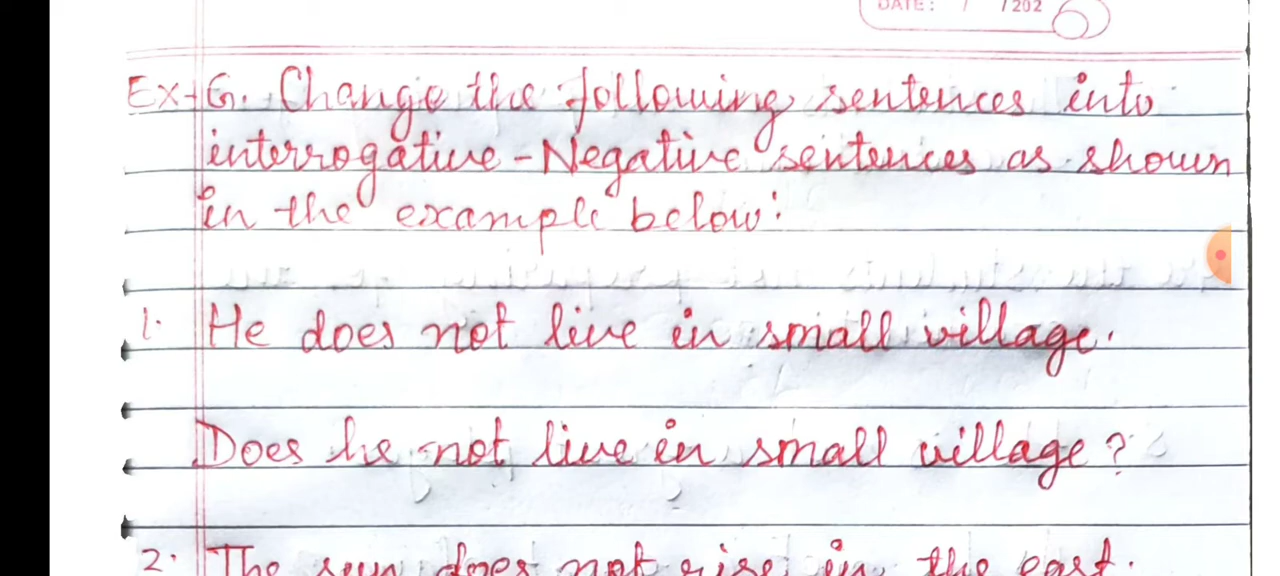 DATE: / /202
Ex-G. Change the following sentences into
interrogative-Negative sentences as shown
in the example below:
1. He does not live in small village.
Does he not live in small village?
2. The sun does not rise in the east.